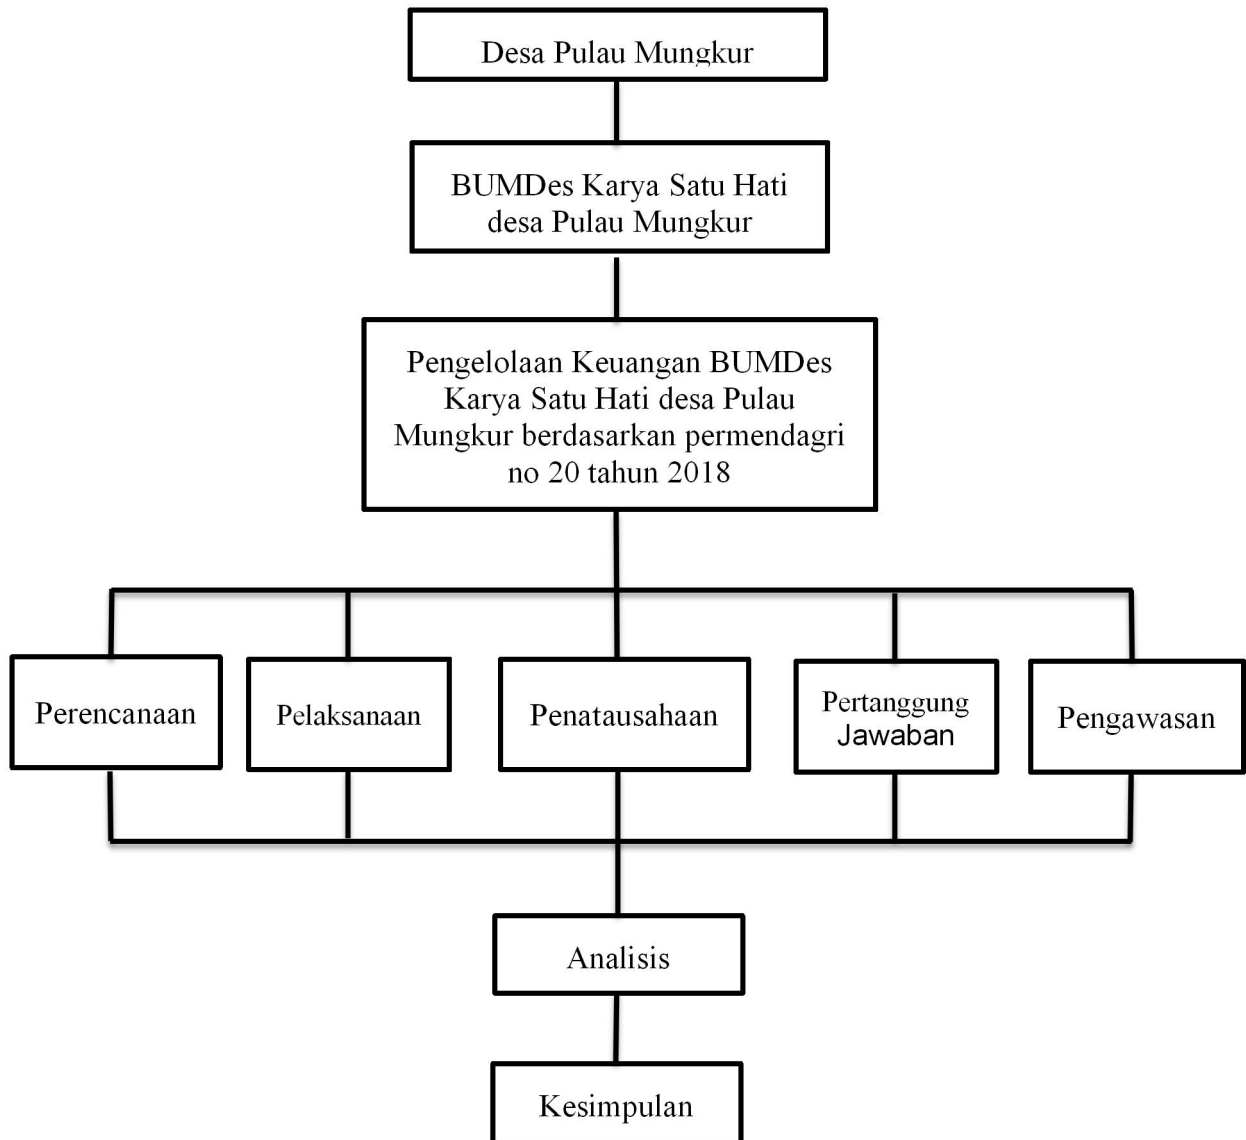 Desa Pulau Mungkur
BUMDes Karya Satu Hati
desa Pulau Mungkur
Pengelolaan Keuangan BUMDes
Karya Satu Hati desa Pulau
Mungkur berdasarkan permendagri
no 20 tahun 2018
Perencanaan
Pelaksanaan
Penatausahaan
Pertanggung
Jawaban
Pengawasan
Analisis
Kesimpulan